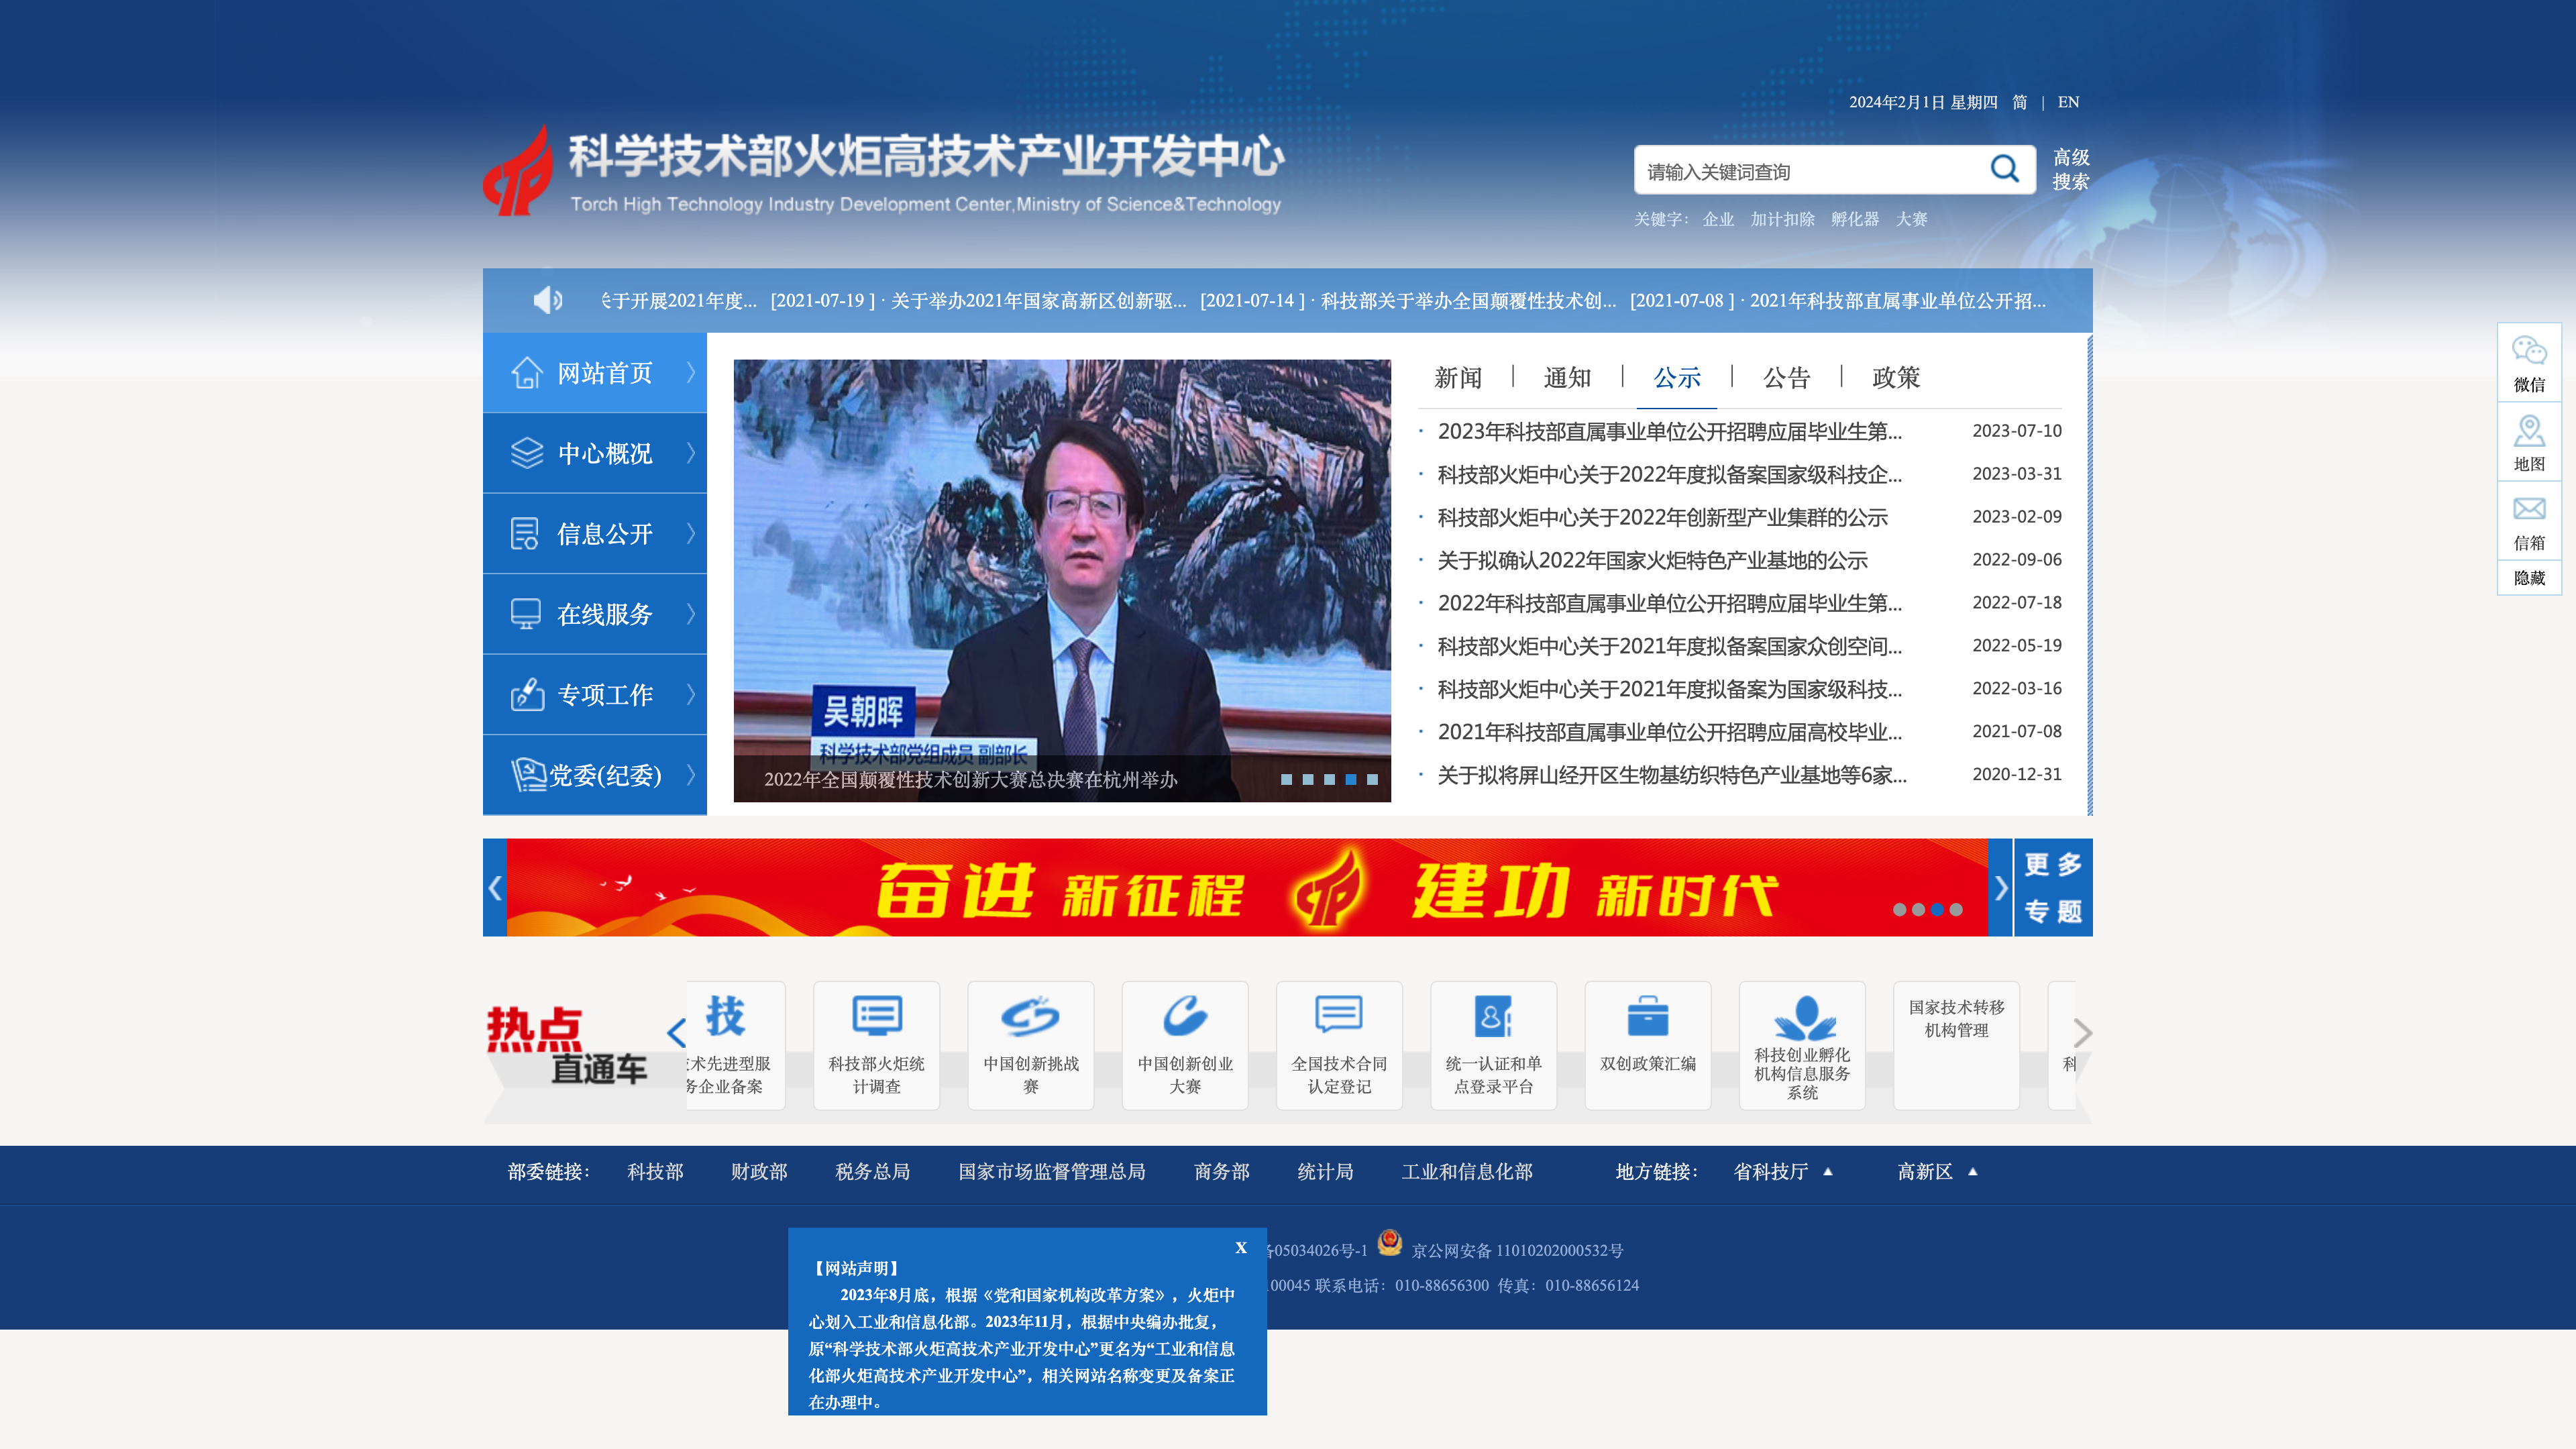 2024年2月1日 星期四 简 | EN
科学技术部火炬高技术产业开发中心
Torch High Technology Industry Development Center,Ministry of Science&Technology
请输入关键词查询
高级
搜索
关键字： 企业 加计扣除 孵化器 大赛
关于开展2021年度... [2021-07-19 ] · 关于举办2021年国家高新区创新驱... [2021-07-14 ] · 科技部关于举办全国颠覆性技术创... [2021-07-08 ] · 2021年科技部直属事业单位公开招...
网站首页
中心概况
信息公开
在线服务
专项工作
党委(纪委)
吴朝晖
科学技术部党组成员 副部长
2022年全国颠覆性技术创新大赛总决赛在杭州举办
新闻 | 通知 | 公示 | 公告 | 政策
· 2023年科技部直属事业单位公开招聘应届毕业生第... 2023-07-10
· 科技部火炬中心关于2022年度拟备案国家级科技企... 2023-03-31
· 科技部火炬中心关于2022年创新型产业集群的公示 2023-02-09
· 关于拟确认2022年国家火炬特色产业基地的公示 2022-09-06
· 2022年科技部直属事业单位公开招聘应届毕业生第... 2022-07-18
· 科技部火炬中心关于2021年度拟备案国家众创空间... 2022-05-19
· 科技部火炬中心关于2021年度拟备案为国家级科技... 2022-03-16
· 2021年科技部直属事业单位公开招聘应届高校毕业... 2021-07-08
· 关于拟将屏山经开区生物基纺织特色产业基地等6家... 2020-12-31
微信
地图
信箱
隐藏
奋进 新征程 建功 新时代
更多
专题
热点
直通车
技
术先进型服
务企业备案
科技部火炬统
计调查
中国创新挑战
赛
中国创新创业
大赛
全国技术合同
认定登记
统一认证和单
点登录平台
双创政策汇编
科技创业孵化
机构信息服务
系统
国家技术转移
机构管理
科
部委链接： 科技部 财政部 税务总局 国家市场监督管理总局 商务部 统计局 工业和信息化部 地方链接： 省科技厅 高新区
备05034026号-1 京公网安备 11010202000532号
100045 联系电话：010-88656300 传真：010-88656124
X
【网站声明】
2023年8月底，根据《党和国家机构改革方案》，火炬中
心划入工业和信息化部。2023年11月，根据中央编办批复，
原“科学技术部火炬高技术产业开发中心”更名为“工业和信息
化部火炬高技术产业开发中心”，相关网站名称变更及备案正
在办理中。